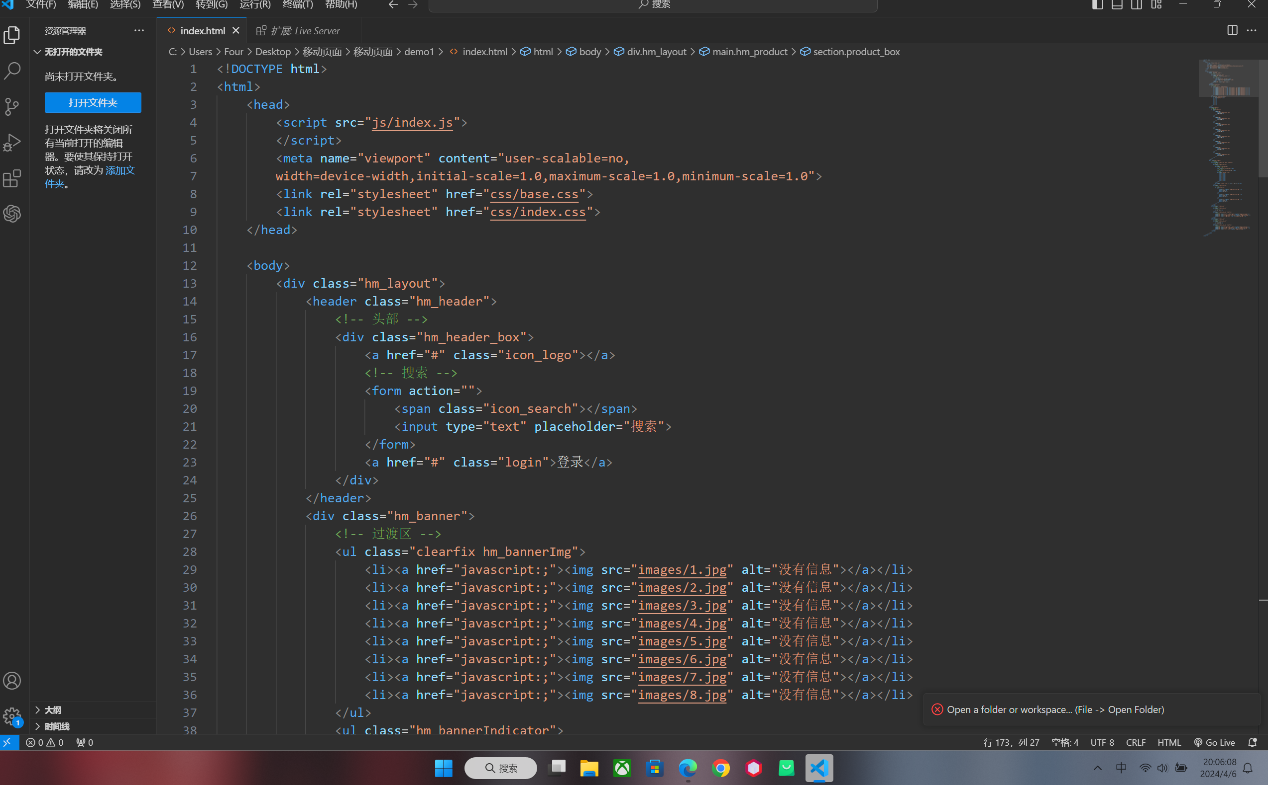 文件(F) 编辑(E) 选择(S) 查看(V) 转到(G) 运行(R) 终端(T) 帮助(H) 搜索
资源管理器 ··· index.html 扩展: Live Server
无打开的文件夹
尚未打开文件夹。
打开文件夹
打开文件夹将关闭所
有当前打开的编辑
器。要使其保持打开
状态，请改为 添加文
件夹。
大纲
时间线
C: > Users > Four > Desktop > 移动页面 > 移动页面 > demo1 > index.html > html > body > div.hm_layout > main.hm_product > section.product_box
1 <!DOCTYPE html>
2 <html>
3 <head>
4 <script src="js/index.js">
5 </script>
6 <meta name="viewport" content="user-scalable=no,
7 width=device-width,initial-scale=1.0,maximum-scale=1.0,minimum-scale=1.0">
8 <link rel="stylesheet" href="css/base.css">
9 <link rel="stylesheet" href="css/index.css">
10 </head>
11
12 <body>
13 <div class="hm_layout">
14 <header class="hm_header">
15 <!-- 头部 -->
16 <div class="hm_header_box">
17 <a href="#" class="icon_logo"></a>
18 <!-- 搜索 -->
19 <form action="">
20 <span class="icon_search"></span>
21 <input type="text" placeholder="搜索">
22 </form>
23 <a href="#" class="login">登录</a>
24 </div>
25 </header>
26 <div class="hm_banner">
27 <!-- 过渡区 -->
28 <ul class="clearfix hm_bannerImg">
29 <li><a href="javascript:;"><img src="images/1.jpg" alt="没有信息"></a></li>
30 <li><a href="javascript:;"><img src="images/2.jpg" alt="没有信息"></a></li>
31 <li><a href="javascript:;"><img src="images/3.jpg" alt="没有信息"></a></li>
32 <li><a href="javascript:;"><img src="images/4.jpg" alt="没有信息"></a></li>
33 <li><a href="javascript:;"><img src="images/5.jpg" alt="没有信息"></a></li>
34 <li><a href="javascript:;"><img src="images/6.jpg" alt="没有信息"></a></li>
35 <li><a href="javascript:;"><img src="images/7.jpg" alt="没有信息"></a></li>
36 <li><a href="javascript:;"><img src="images/8.jpg" alt="没有信息"></a></li>
37 </ul>
38 <ul class="hm_bannerIndicator">
Open a folder or workspace... (File -> Open Folder)
1
0 0 0 行 173，列 27 空格: 4 UTF 8 CRLF HTML Go Live
搜索 中 20:06:08
2024/4/6